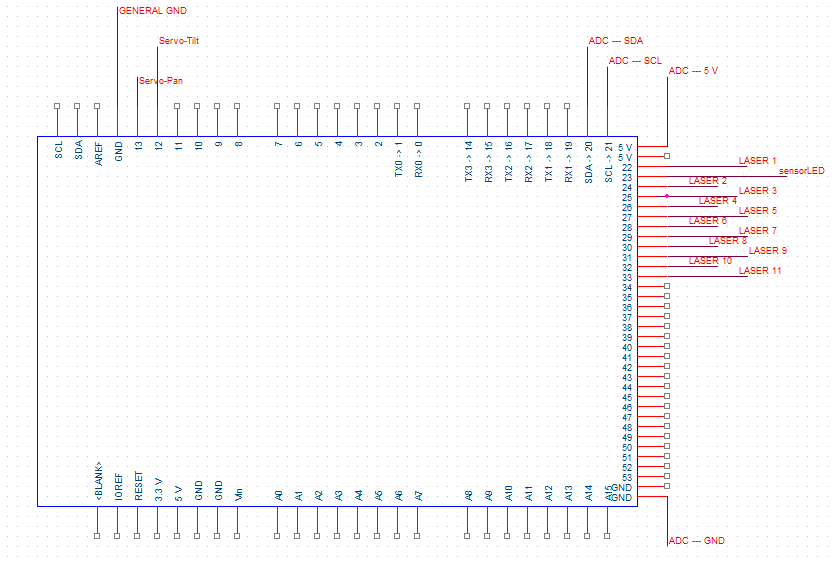 GENERAL GND
Servo-Tilt
Servo-Pan
ADC --- SDA
ADC --- SCL
ADC --- 5 V
SCL
SDA
AREF
GND
13
12
11
10
9
8
7
6
5
4
3
2
TX0 -> 1
RX0 -> 0
TX3 -> 14
RX3 -> 15
TX2 -> 16
RX2 -> 17
TX1 -> 18
RX1 -> 19
SDA -> 20
SCL -> 21
5 V
5 V
22 LASER 1
23 sensorLED
24 LASER 2
25 LASER 3
26 LASER 4
27 LASER 5
28 LASER 6
29 LASER 7
30 LASER 8
31 LASER 9
32 LASER 10
33 LASER 11
34
35
36
37
38
39
40
41
42
43
44
45
46
47
48
49
50
51
52
53
GND
GND
<BLANK>
IOREF
RESET
3.3 V
5 V
GND
GND
Vin
A0
A1
A2
A3
A4
A5
A6
A7
A8
A9
A10
A11
A12
A13
A14
A15
ADC --- GND